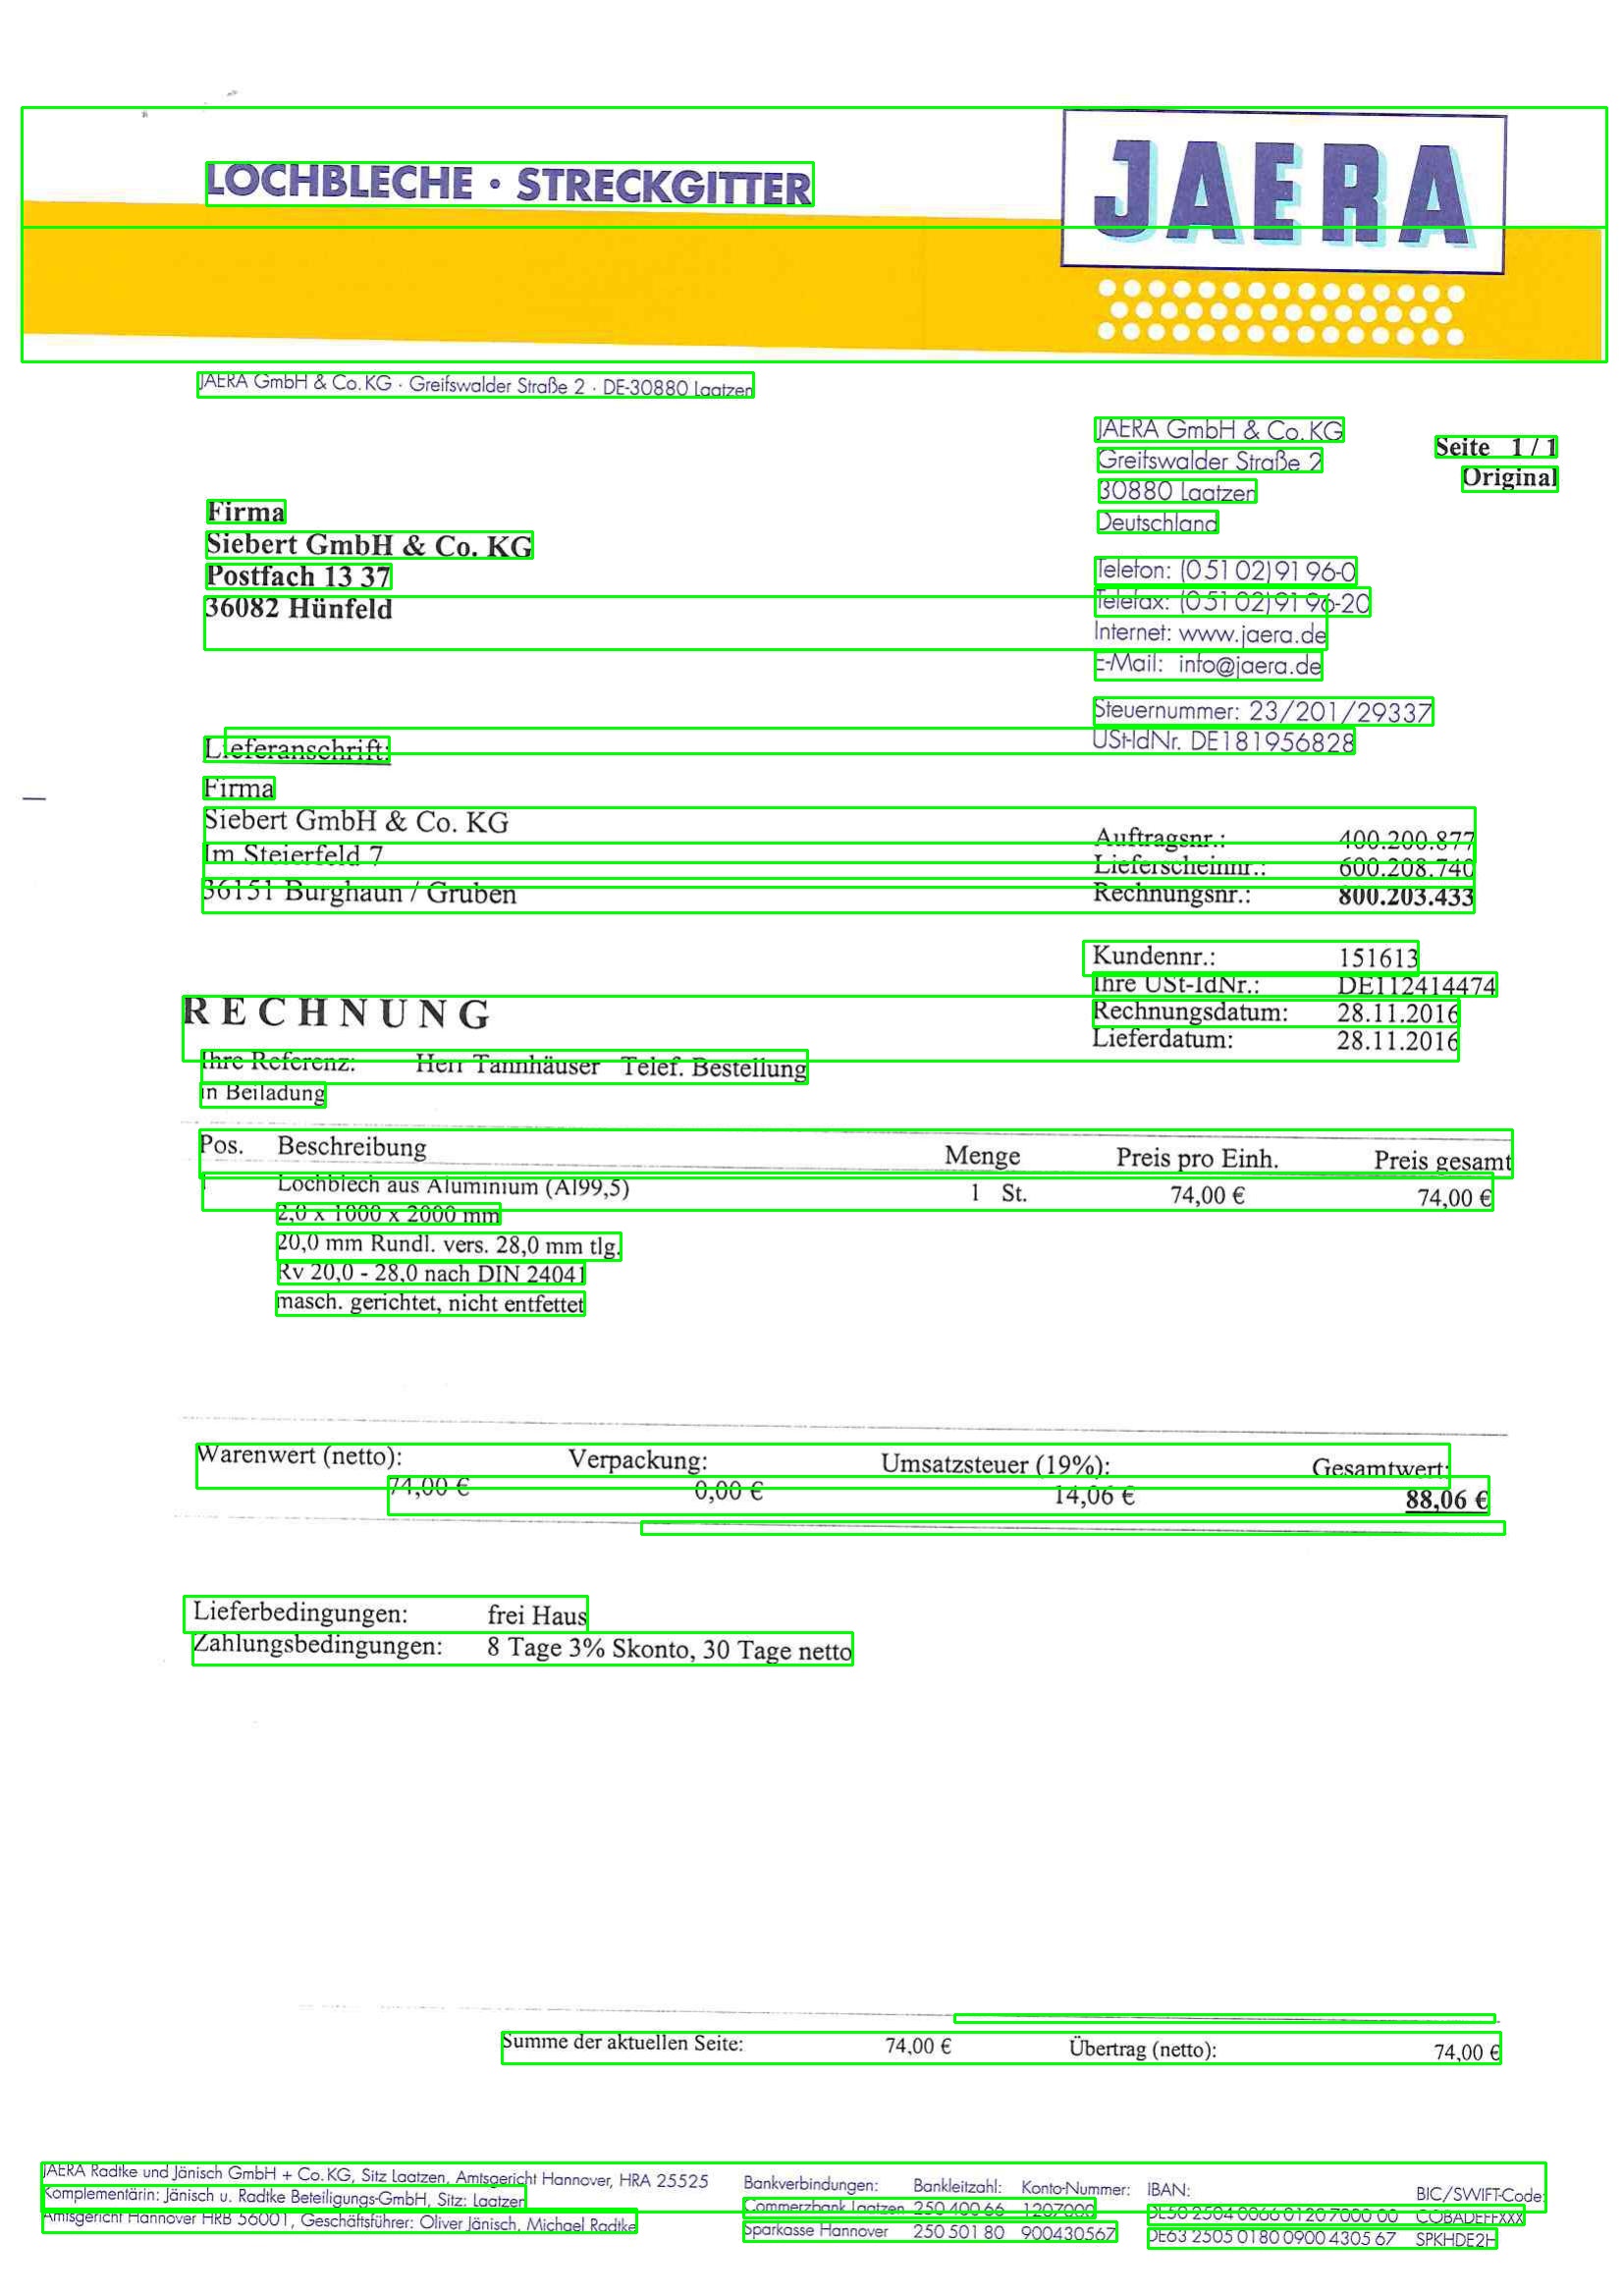 LOCHBLECHE · STRECKGITTER
JAERA
JAERA GmbH & Co.KG · Greifswalder Straße 2 · DE-30880 Laatzen
JAERA GmbH & Co.KG
Greifswalder Straße 2
30880 Laatzen
Deutschland
Seite 1 / 1
Original
Firma
Siebert GmbH & Co. KG
Postfach 13 37
36082 Hünfeld
Telefon: (0 51 02) 91 96-0
Telefax: (0 51 02) 91 96-20
Internet: www.jaera.de
E-Mail: info@jaera.de
Steuernummer: 23/201/29337
USt-IdNr. DE181956828
Lieferanschrift:
Firma
Siebert GmbH & Co. KG
Im Steierfeld 7
36151 Burghaun / Gruben
Auftragsnr.: 400.200.877
Lieferscheinnr.: 600.208.740
Rechnungsnr.: 800.203.433
Kundennr.: 151613
Ihre USt-IdNr.: DE112414474
Rechnungsdatum: 28.11.2016
Lieferdatum: 28.11.2016
RECHNUNG
Ihre Referenz: Herr Tannhäuser Telef. Bestellung
in Beiladung
Pos. Beschreibung Menge Preis pro Einh. Preis gesamt
1 Lochblech aus Aluminium (Al99,5) 1 St. 74,00 € 74,00 €
2,0 x 1000 x 2000 mm
20,0 mm Rundl. vers. 28,0 mm tlg.
Rv 20,0 - 28,0 nach DIN 24041
masch. gerichtet, nicht entfettet
Warenwert (netto): Verpackung: Umsatzsteuer (19%): Gesamtwert:
74,00 € 0,00 € 14,06 € 88,06 €
Lieferbedingungen: frei Haus
Zahlungsbedingungen: 8 Tage 3% Skonto, 30 Tage netto
Summe der aktuellen Seite: 74,00 € Übertrag (netto): 74,00 €
JAERA Radtke und Jänisch GmbH + Co.KG, Sitz Laatzen, Amtsgericht Hannover, HRA 25525
Komplementärin: Jänisch u. Radtke Beteiligungs-GmbH, Sitz: Laatzen
Amtsgericht Hannover HRB 56001, Geschäftsführer: Oliver Jänisch, Michael Radtke
Bankverbindungen: Bankleitzahl: Konto-Nummer: IBAN: BIC/SWIFT-Code:
Commerzbank Laatzen 250 400 66 1207000 DE50 2504 0066 0120 7000 00 COBADEFFXXX
Sparkasse Hannover 250 501 80 900430567 DE63 2505 0180 0900 4305 67 SPKHDE2H